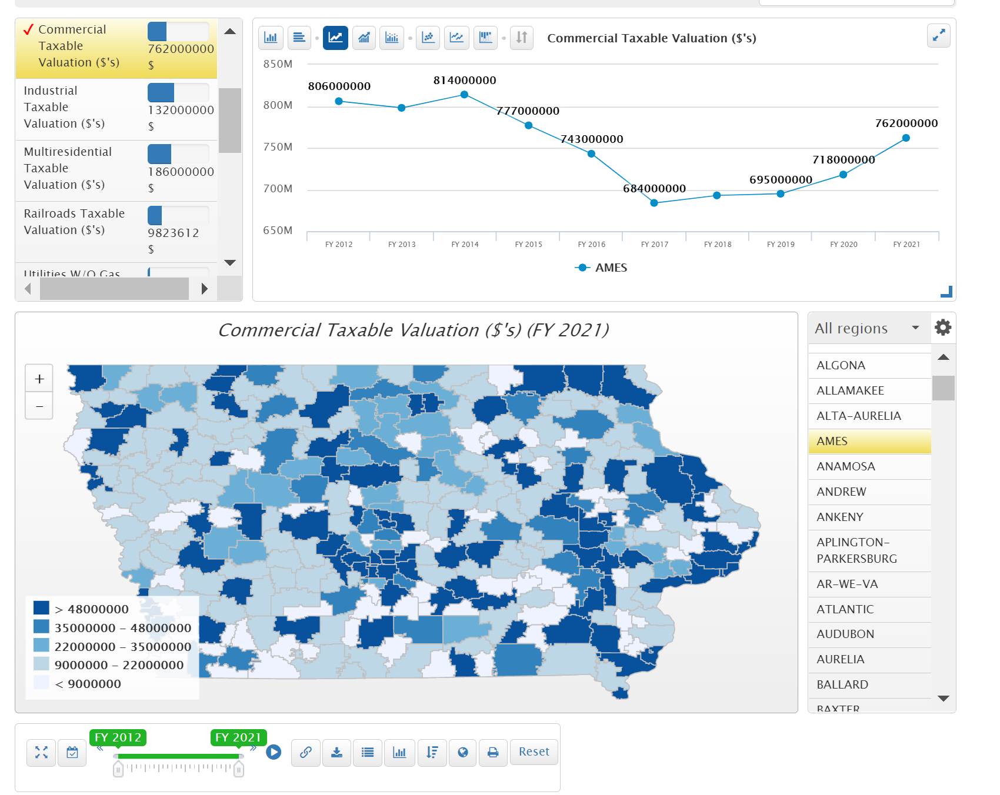 ✓ Commercial
Taxable
Valuation ($'s)
762000000
$
Industrial
Taxable
Valuation ($'s)
132000000
$
Multiresidential
Taxable
Valuation ($'s)
186000000
$
Railroads Taxable
Valuation ($'s)
9823612
$
Utilities W/O Gas
Commercial Taxable Valuation ($'s)
850M
800M
750M
700M
650M
806000000
814000000
777000000
743000000
684000000
695000000
718000000
762000000
FY 2012 FY 2013 FY 2014 FY 2015 FY 2016 FY 2017 FY 2018 FY 2019 FY 2020 FY 2021
AMES
Commercial Taxable Valuation ($'s) (FY 2021)
+
−
> 48000000
35000000 – 48000000
22000000 – 35000000
9000000 – 22000000
< 9000000
All regions
ALGONA
ALLAMAKEE
ALTA-AURELIA
AMES
ANAMOSA
ANDREW
ANKENY
APLINGTON-
PARKERSBURG
AR-WE-VA
ATLANTIC
AUDUBON
AURELIA
BALLARD
BAXTER
FY 2012 FY 2021
« »
Reset